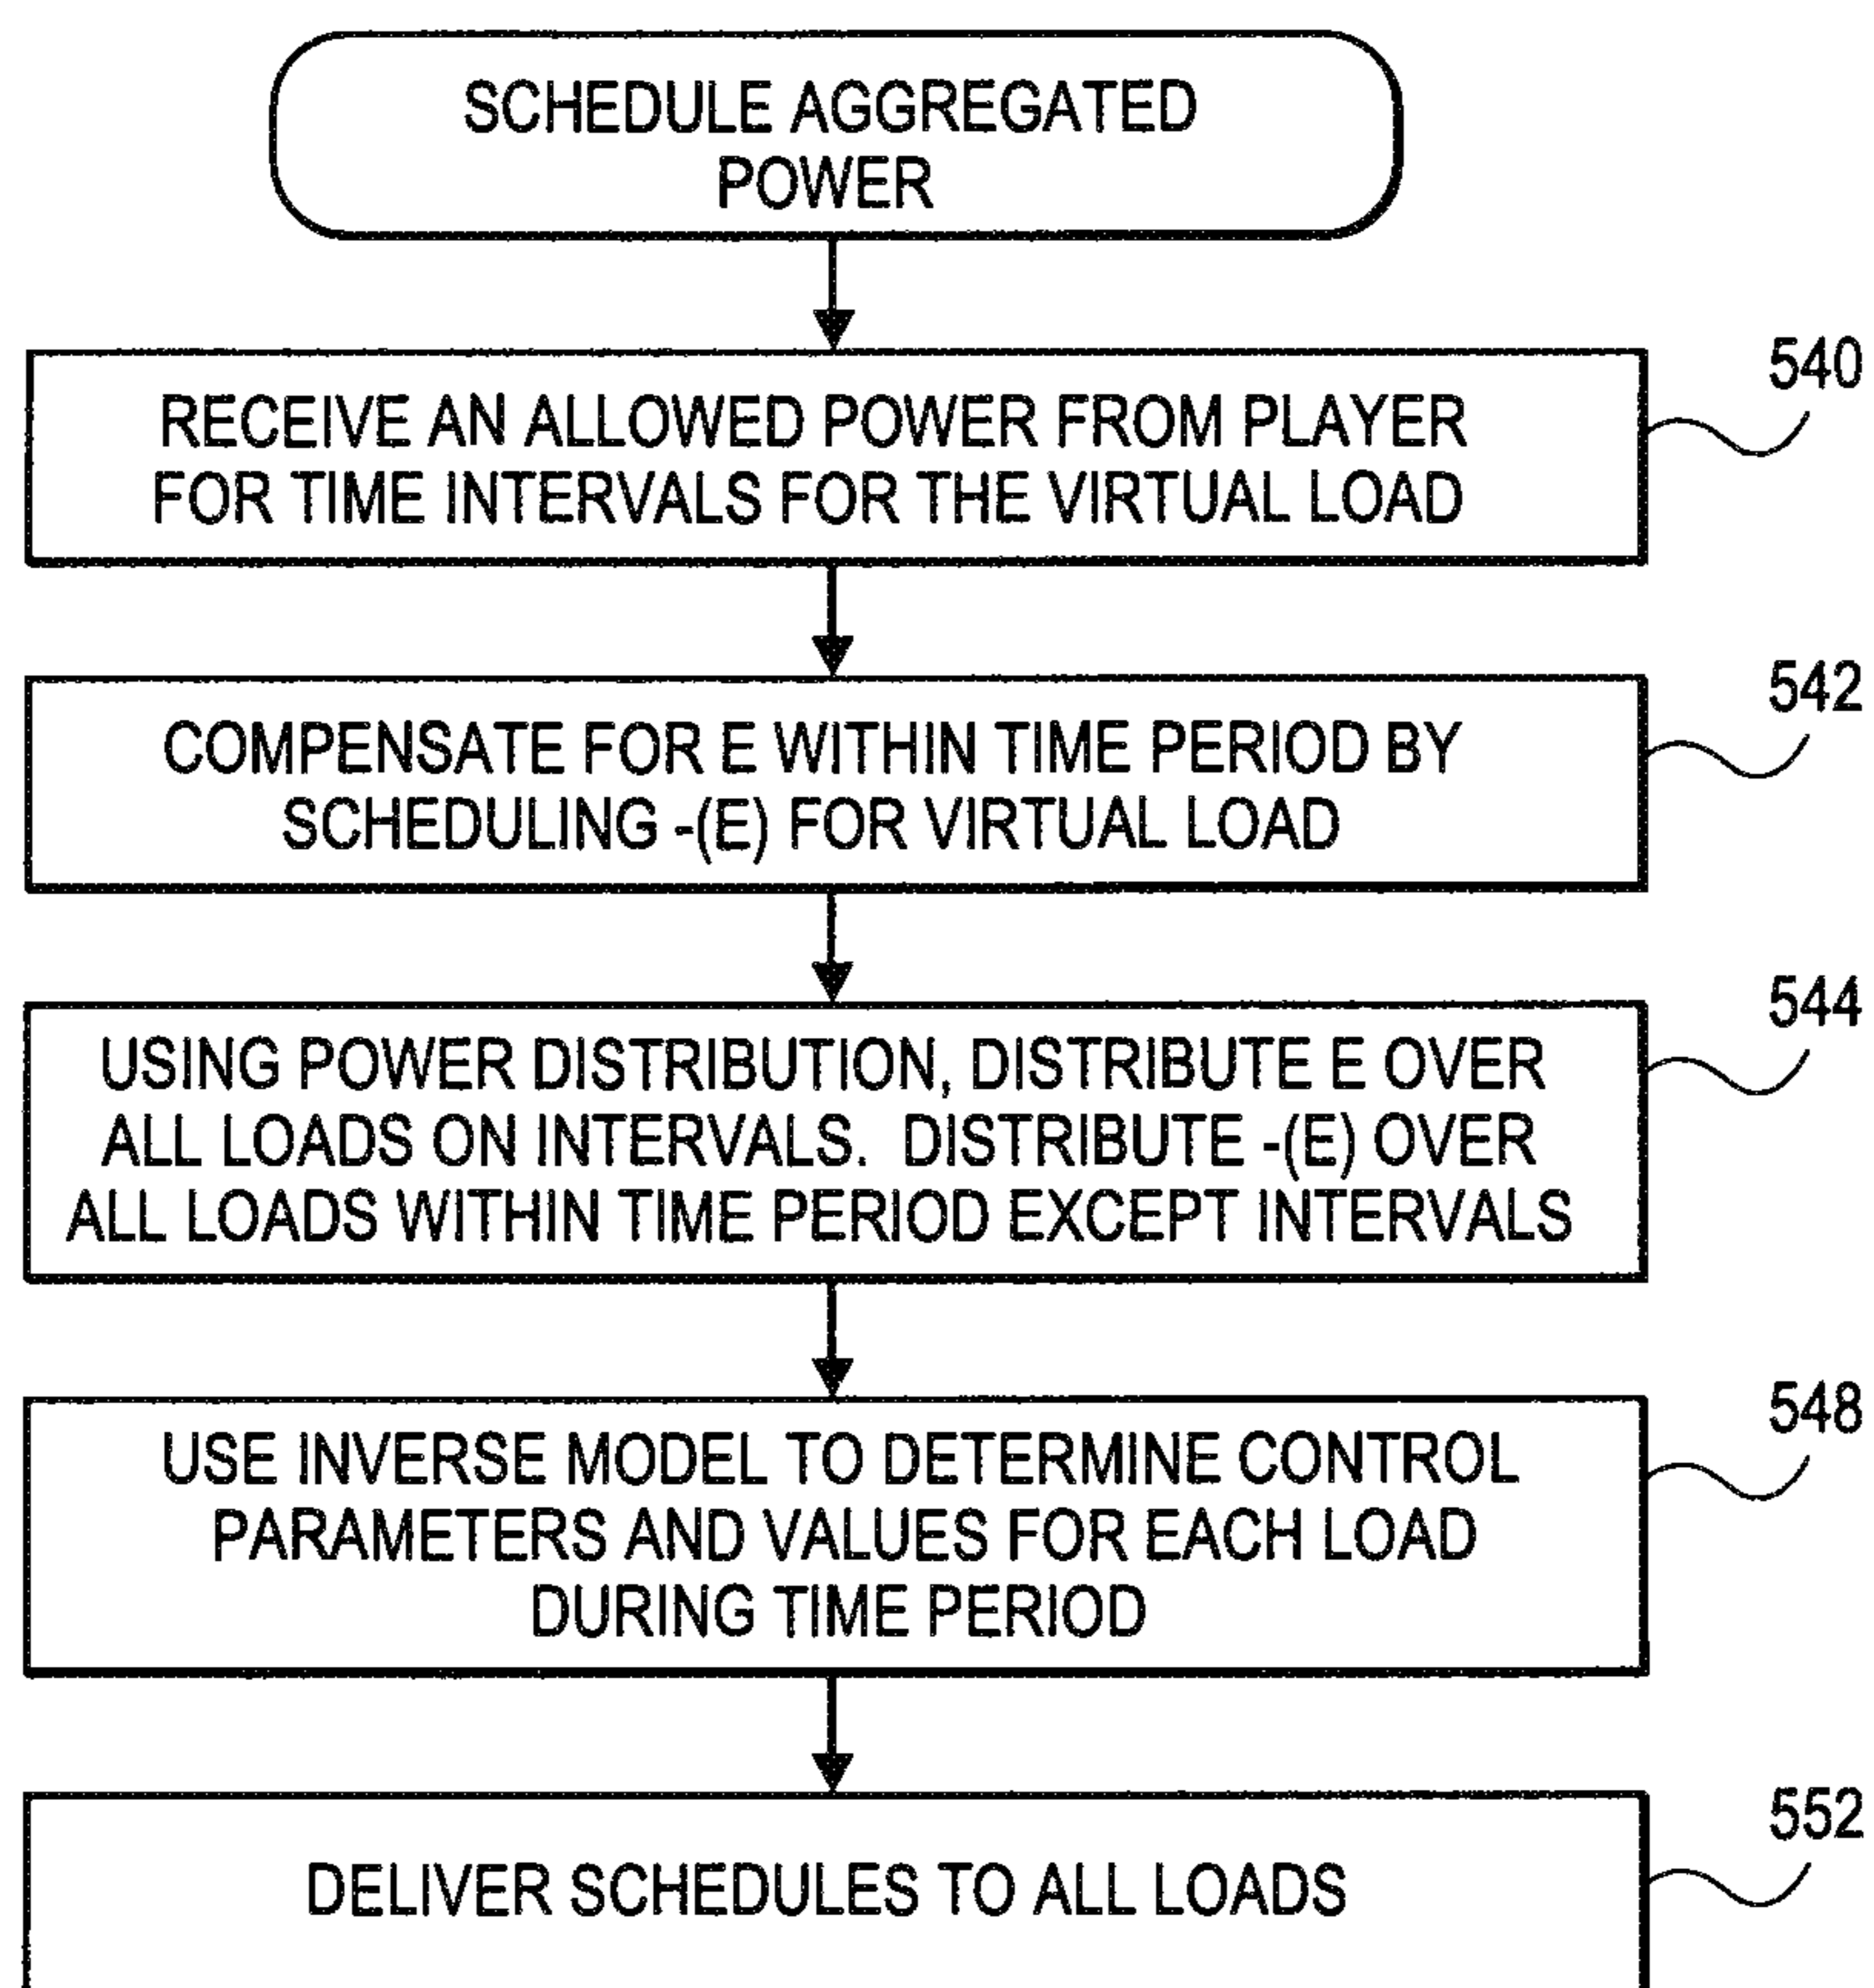 SCHEDULE AGGREGATED
POWER
540
RECEIVE AN ALLOWED POWER FROM PLAYER
FOR TIME INTERVALS FOR THE VIRTUAL LOAD
542
COMPENSATE FOR E WITHIN TIME PERIOD BY
SCHEDULING -(E) FOR VIRTUAL LOAD
544
USING POWER DISTRIBUTION, DISTRIBUTE E OVER
ALL LOADS ON INTERVALS. DISTRIBUTE -(E) OVER
ALL LOADS WITHIN TIME PERIOD EXCEPT INTERVALS
548
USE INVERSE MODEL TO DETERMINE CONTROL
PARAMETERS AND VALUES FOR EACH LOAD
DURING TIME PERIOD
552
DELIVER SCHEDULES TO ALL LOADS